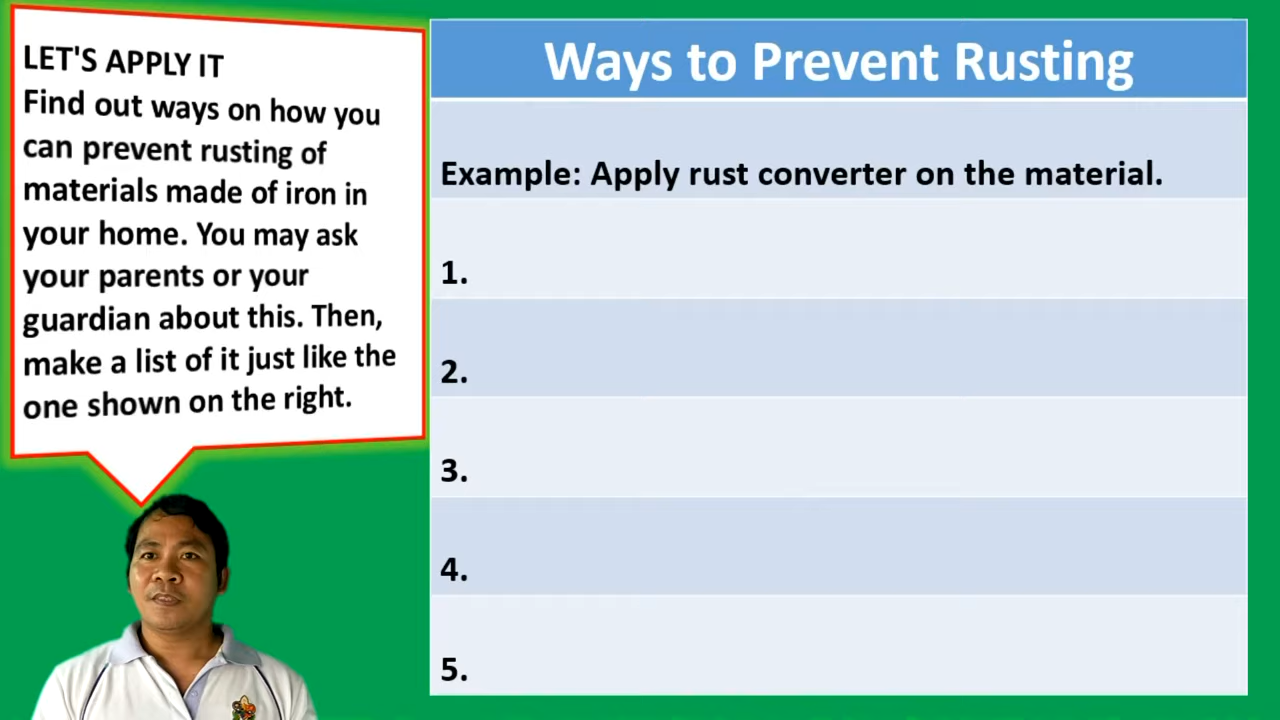 LET'S APPLY IT
Find out ways on how you
can prevent rusting of
materials made of iron in
your home. You may ask
your parents or your
guardian about this. Then,
make a list of it just like the
one shown on the right.
Ways to Prevent Rusting
Example: Apply rust converter on the material.
1.
2.
3.
4.
5.